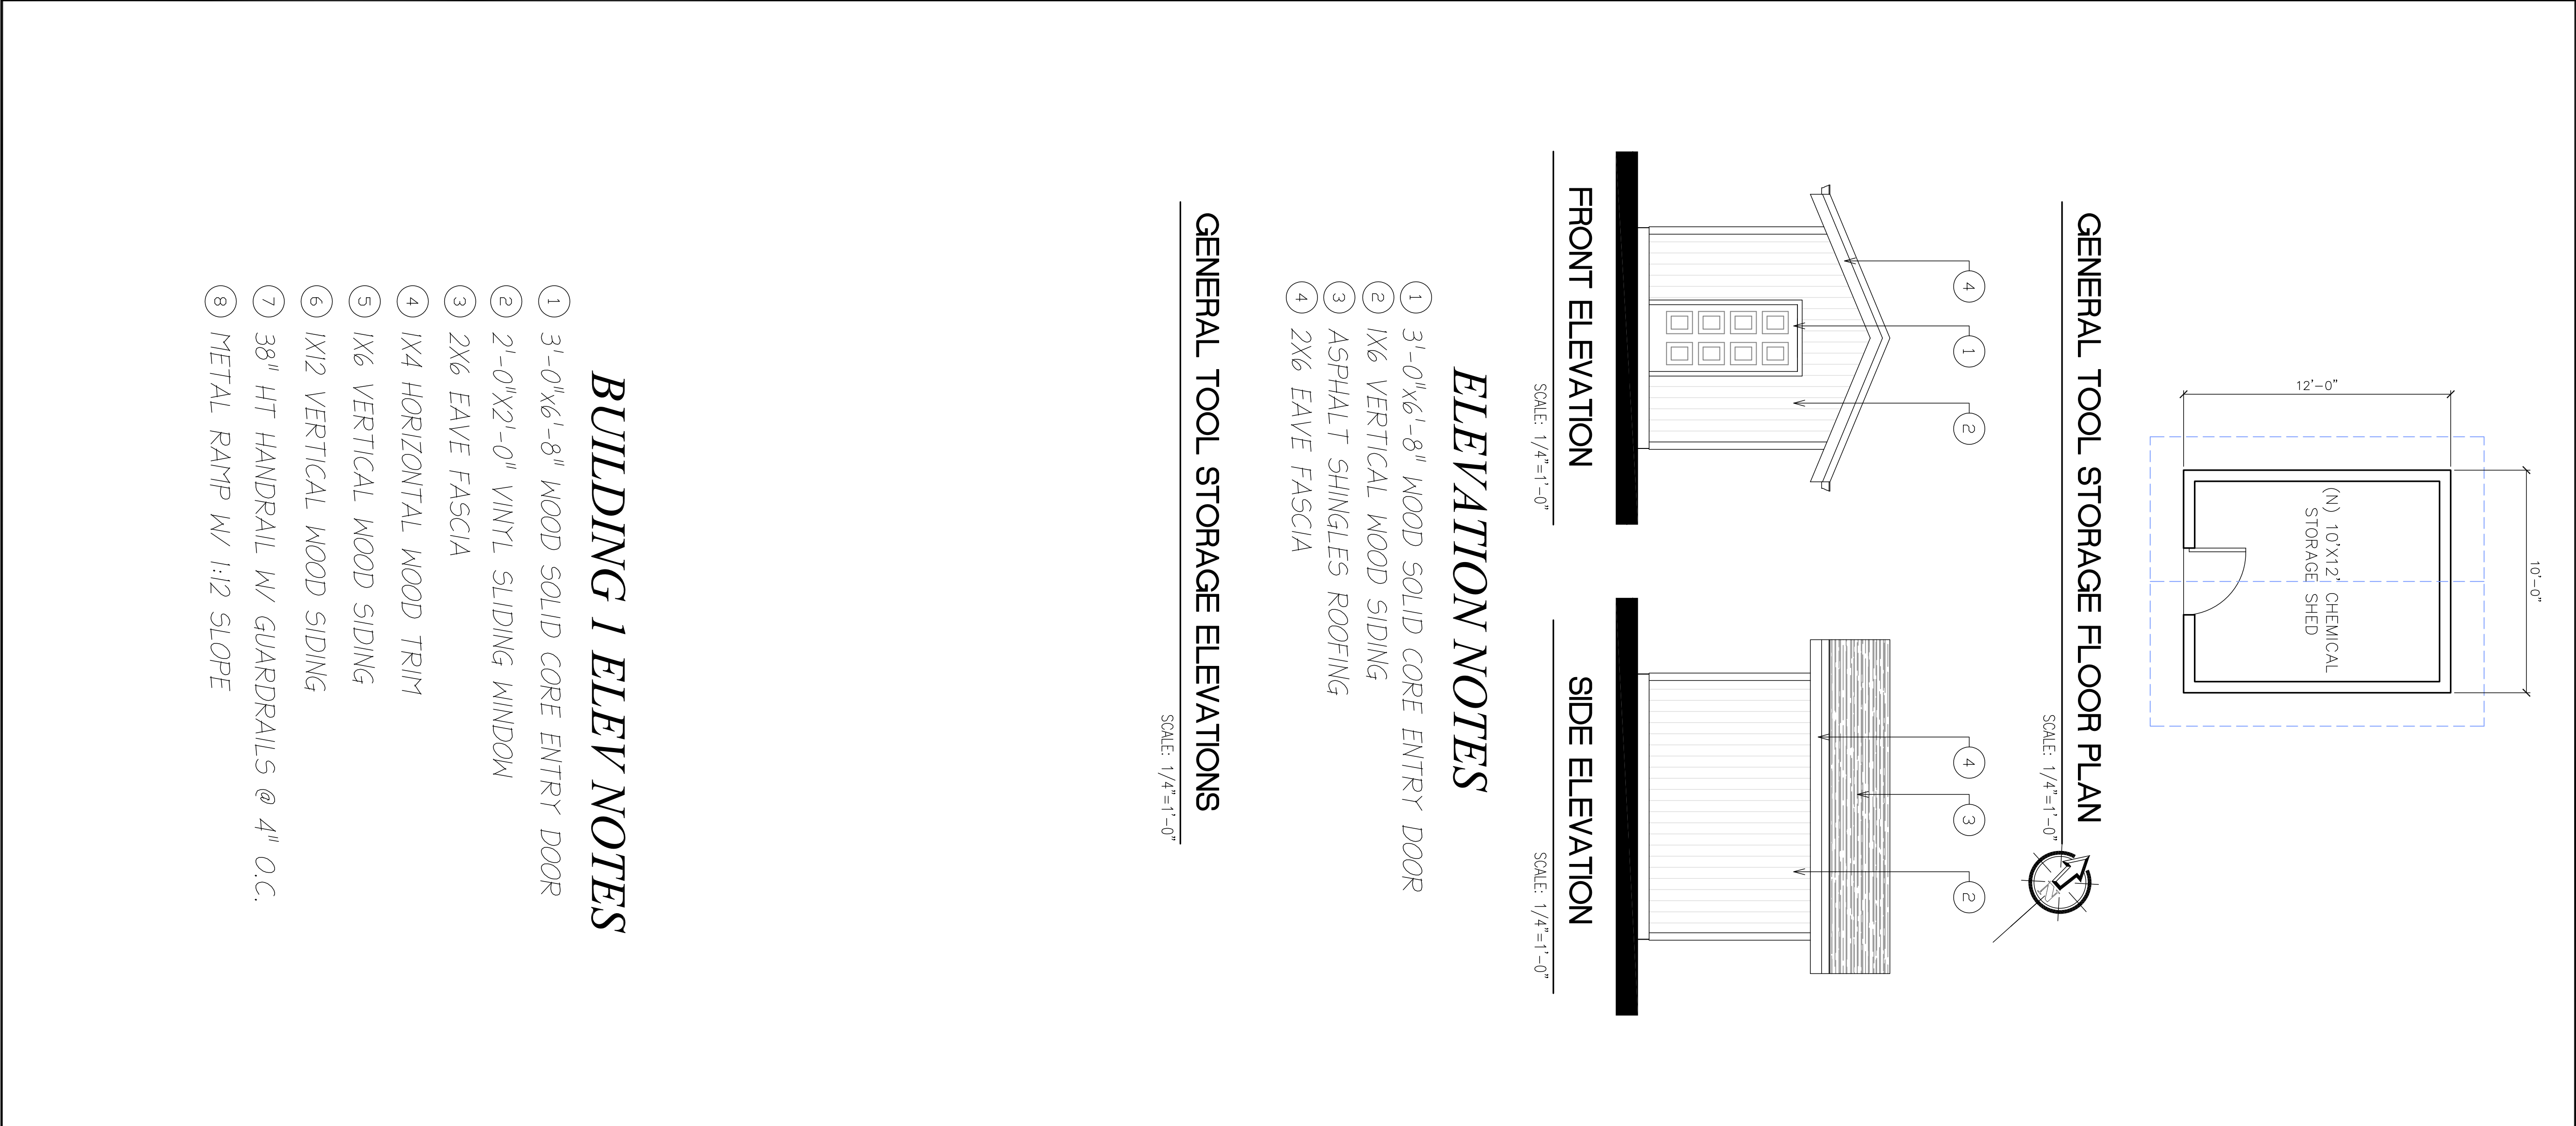 10'-0"
12'-0"
(N) 10'X12' CHEMICAL
STORAGE SHED
GENERAL TOOL STORAGE FLOOR PLAN
SCALE: 1/4"=1'-0"
N
4
1
2
4
3
2
FRONT ELEVATION
SCALE: 1/4"=1'-0"
SIDE ELEVATION
SCALE: 1/4"=1'-0"
ELEVATION NOTES
1 3'-0"x6'-8" WOOD SOLID CORE ENTRY DOOR
2 1X6 VERTICAL WOOD SIDING
3 ASPHALT SHINGLES ROOFING
4 2X6 EAVE FASCIA
GENERAL TOOL STORAGE ELEVATIONS
SCALE: 1/4"=1'-0"
BUILDING 1 ELEV NOTES
1 3'-0"x6'-8" WOOD SOLID CORE ENTRY DOOR
2 2'-0"X2'-0" VINYL SLIDING WINDOW
3 2X6 EAVE FASCIA
4 1X4 HORIZONTAL WOOD TRIM
5 1X6 VERTICAL WOOD SIDING
6 1X12 VERTICAL WOOD SIDING
7 38" HT HANDRAIL W/ GUARDRAILS @ 4" O.C.
8 METAL RAMP W/ 1:12 SLOPE